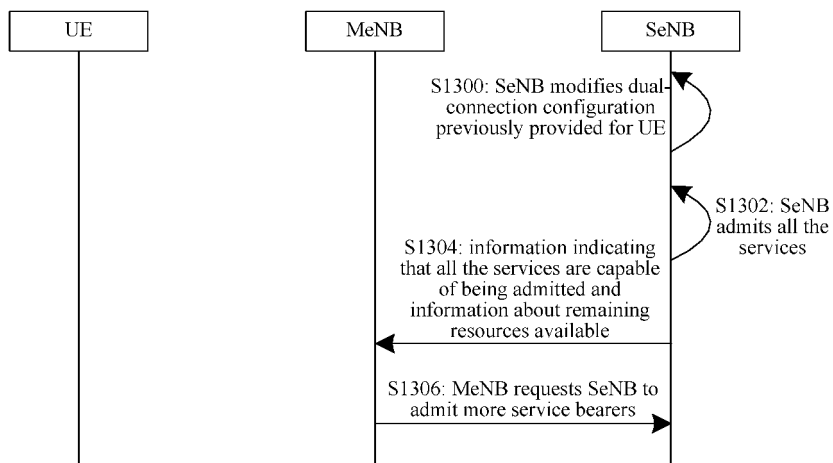 UE
MeNB
SeNB
S1300: SeNB modifies dual-
connection configuration
previously provided for UE
S1302: SeNB
admits all the
services
S1304: information indicating
that all the services are capable
of being admitted and
information about remaining
resources available
S1306: MeNB requests SeNB to
admit more service bearers